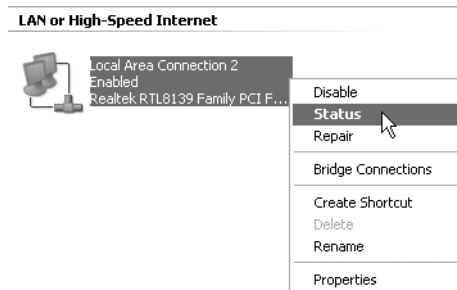 LAN or High-Speed Internet
Local Area Connection 2
Enabled
Realtek RTL8139 Family PCI F...
Disable
Status
Repair
Bridge Connections
Create Shortcut
Delete
Rename
Properties